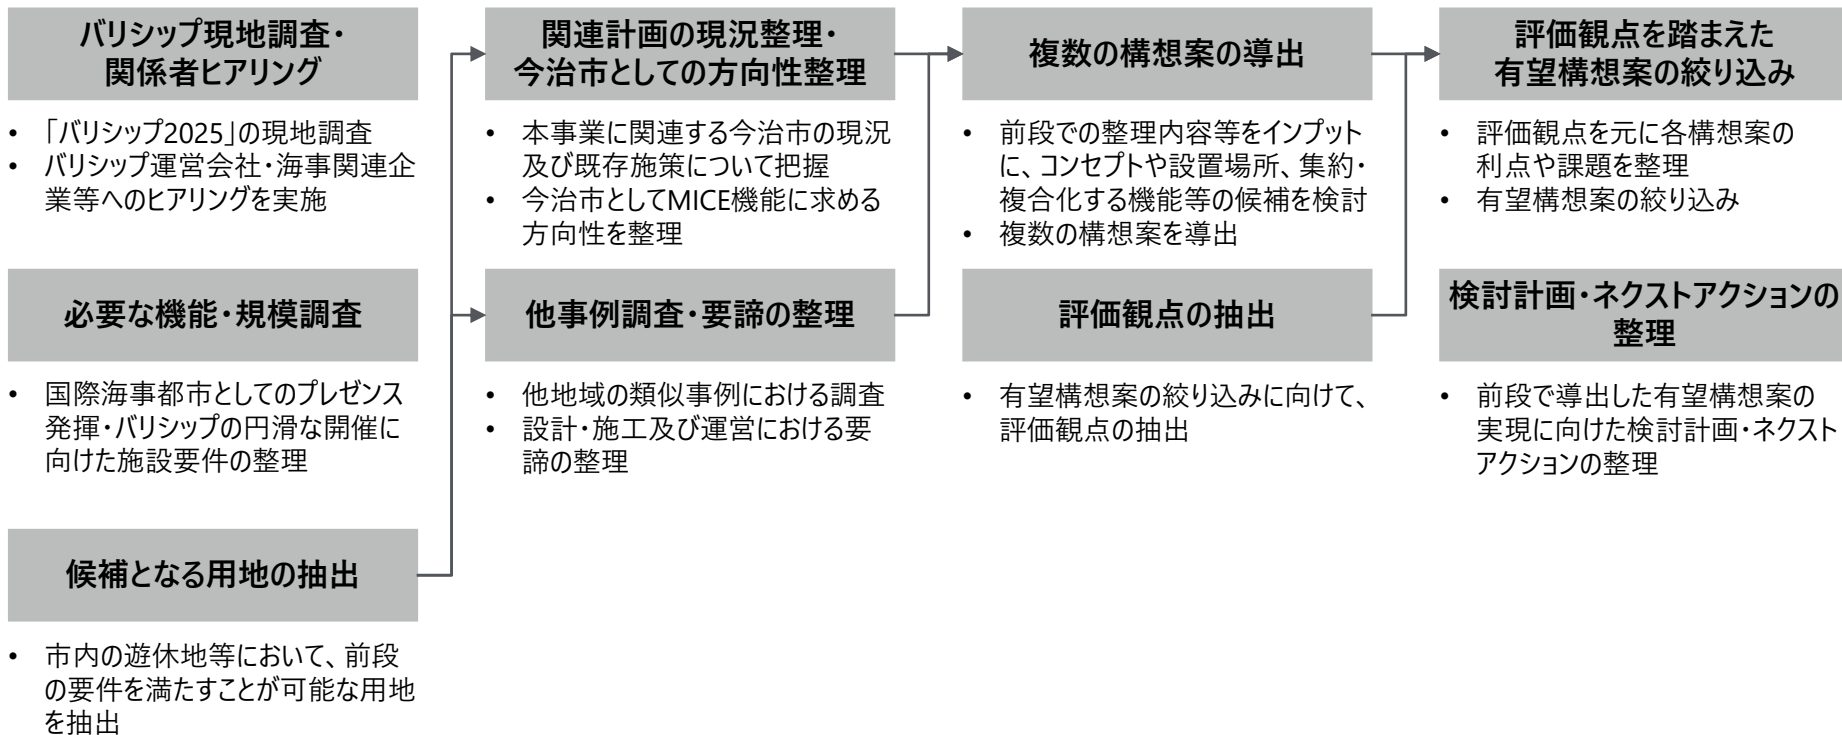 バリシップ現地調査・
関係者ヒアリング
• 「バリシップ2025」の現地調査
• バリシップ運営会社・海事関連企
業等へのヒアリングを実施
必要な機能・規模調査
• 国際海事都市としてのプレゼンス
発揮・バリシップの円滑な開催に
向けた施設要件の整理
候補となる用地の抽出
• 市内の遊休地等において、前段
の要件を満たすことが可能な用地
を抽出
関連計画の現況整理・
今治市としての方向性整理
• 本事業に関連する今治市の現況
及び既存施策について把握
• 今治市としてMICE機能に求める
方向性を整理
他事例調査・要諦の整理
• 他地域の類似事例における調査
• 設計・施工及び運営における要
諦の整理
複数の構想案の導出
• 前段での整理内容等をインプット
に、コンセプトや設置場所、集約・
複合化する機能等の候補を検討
• 複数の構想案を導出
評価観点の抽出
• 有望構想案の絞り込みに向けて、
評価観点の抽出
評価観点を踏まえた
有望構想案の絞り込み
• 評価観点を元に各構想案の
利点や課題を整理
• 有望構想案の絞り込み
検討計画・ネクストアクションの
整理
• 前段で導出した有望構想案の
実現に向けた検討計画・ネクスト
アクションの整理